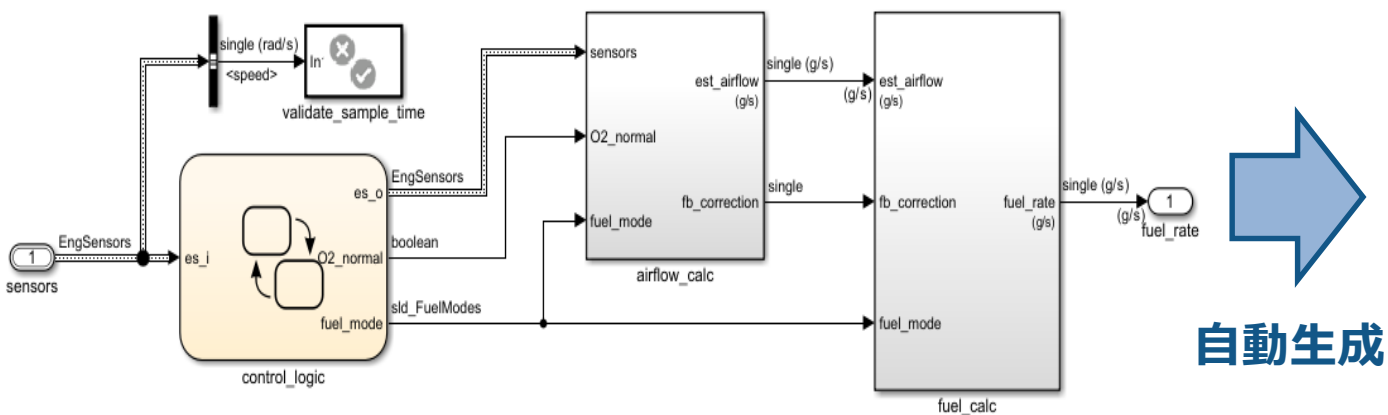 single (rad/s)
<speed>
In
validate_sample_time
1
sensors
EngSensors
es_i
es_o
O2_normal
fuel_mode
control_logic
EngSensors
boolean
sld_FuelModes
sensors
O2_normal
fuel_mode
est_airflow
(g/s)
fb_correction
airflow_calc
single (g/s)
(g/s)
single
est_airflow
(g/s)
fb_correction
fuel_mode
fuel_rate
(g/s)
fuel_calc
single (g/s)
(g/s)
1
fuel_rate
自動生成